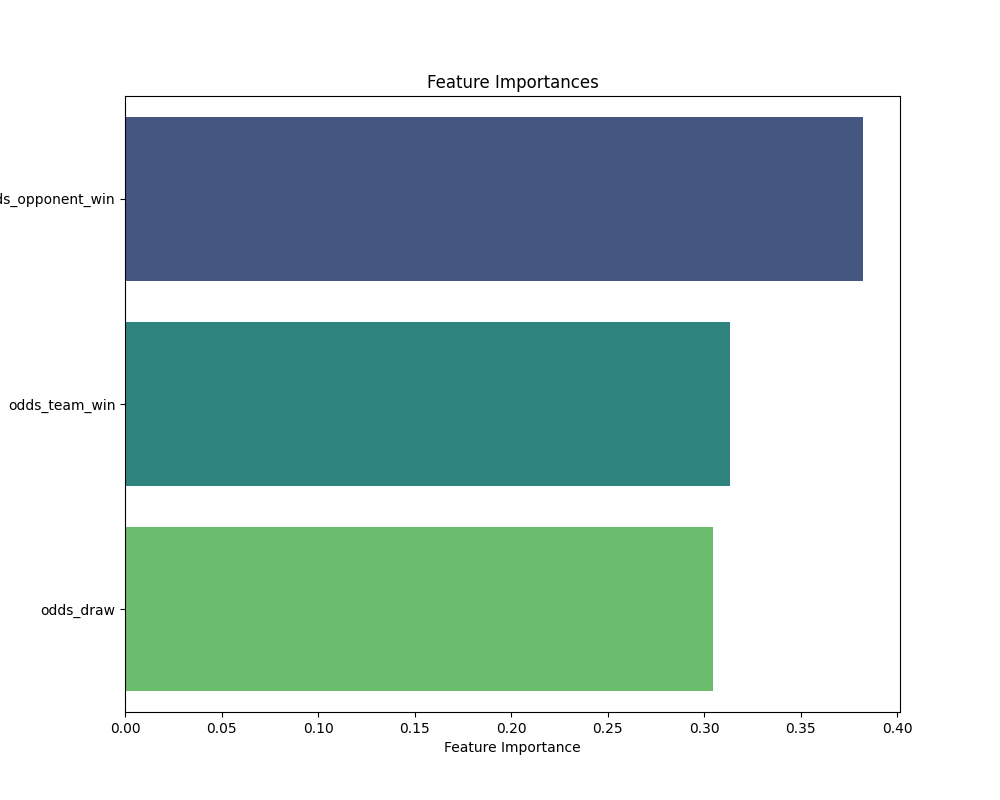 Feature Importances
ds_opponent_win
odds_team_win
odds_draw
0.00 0.05 0.10 0.15 0.20 0.25 0.30 0.35 0.40
Feature Importance